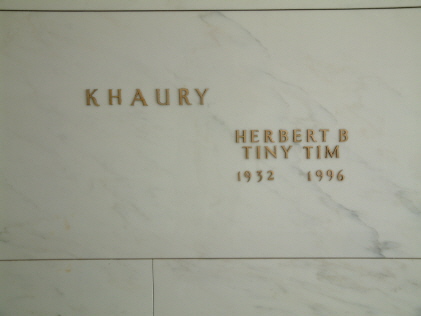 KHAURY
HERBERT B
TINY TIM
1932 1996